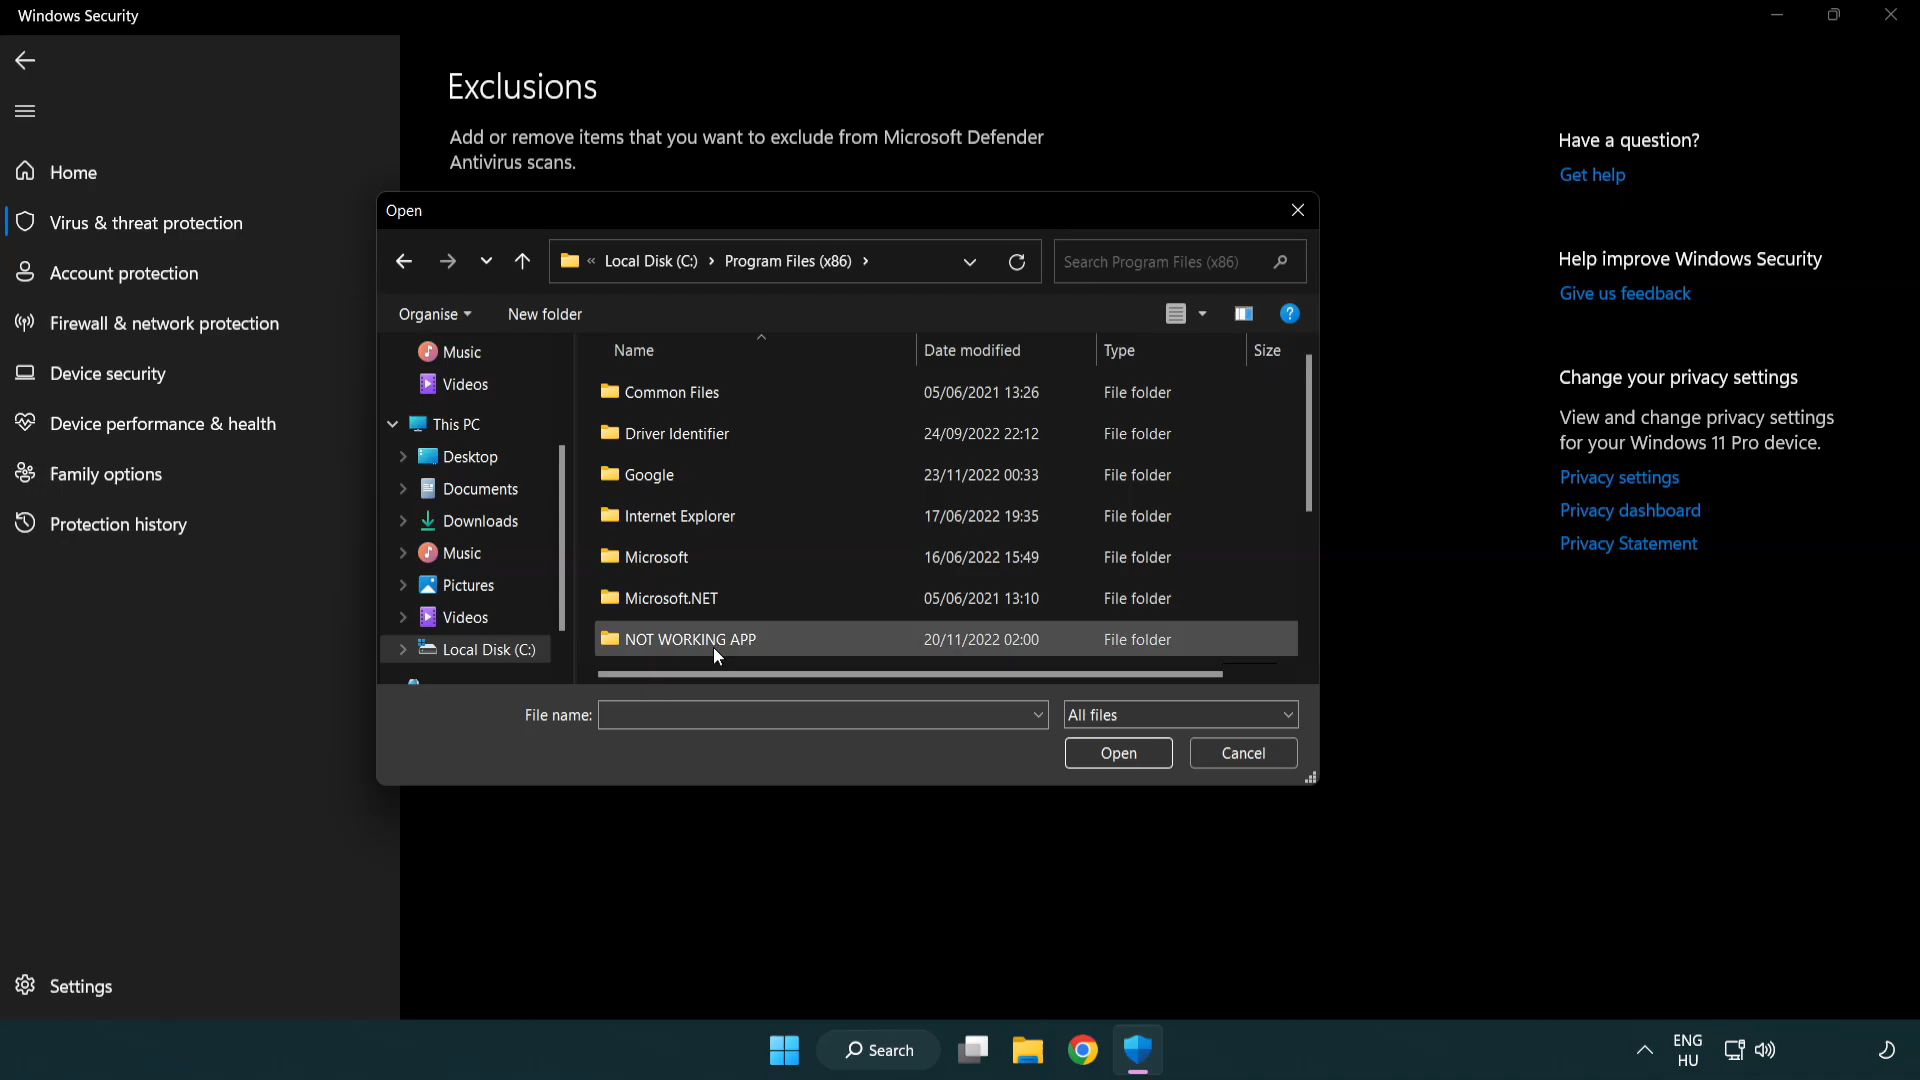 Windows Security
Home
Virus & threat protection
Account protection
Firewall & network protection
Device security
Device performance & health
Family options
Protection history
Settings
Exclusions
Add or remove items that you want to exclude from Microsoft Defender
Antivirus scans.
Open
« Local Disk (C:) > Program Files (x86) >
Search Program Files (x86)
Organise
New folder
Music
Videos
This PC
Desktop
Documents
Downloads
Music
Pictures
Videos
Local Disk (C:)
Name Date modified Type Size
Common Files 05/06/2021 13:26 File folder
Driver Identifier 24/09/2022 22:12 File folder
Google 23/11/2022 00:33 File folder
Internet Explorer 17/06/2022 19:35 File folder
Microsoft 16/06/2022 15:49 File folder
Microsoft.NET 05/06/2021 13:10 File folder
NOT WORKING APP 20/11/2022 02:00 File folder
File name:
All files
Open
Cancel
Have a question?
Get help
Help improve Windows Security
Give us feedback
Change your privacy settings
View and change privacy settings
for your Windows 11 Pro device.
Privacy settings
Privacy dashboard
Privacy Statement
Search
ENG
HU